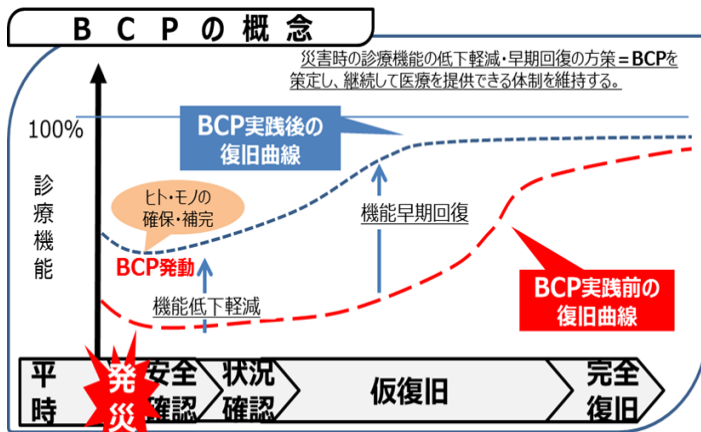 BCPの概念
災害時の診療機能の低下軽減・早期回復の方策=BCPを
策定し、継続して医療を提供できる体制を維持する。
100%
診療機能
BCP実践後の
復旧曲線
ヒト・モノの
確保・補完
BCP発動
機能低下軽減
機能早期回復
BCP実践前の
復旧曲線
平時
発災
安全
確認
状況
確認
仮復旧
完全
復旧